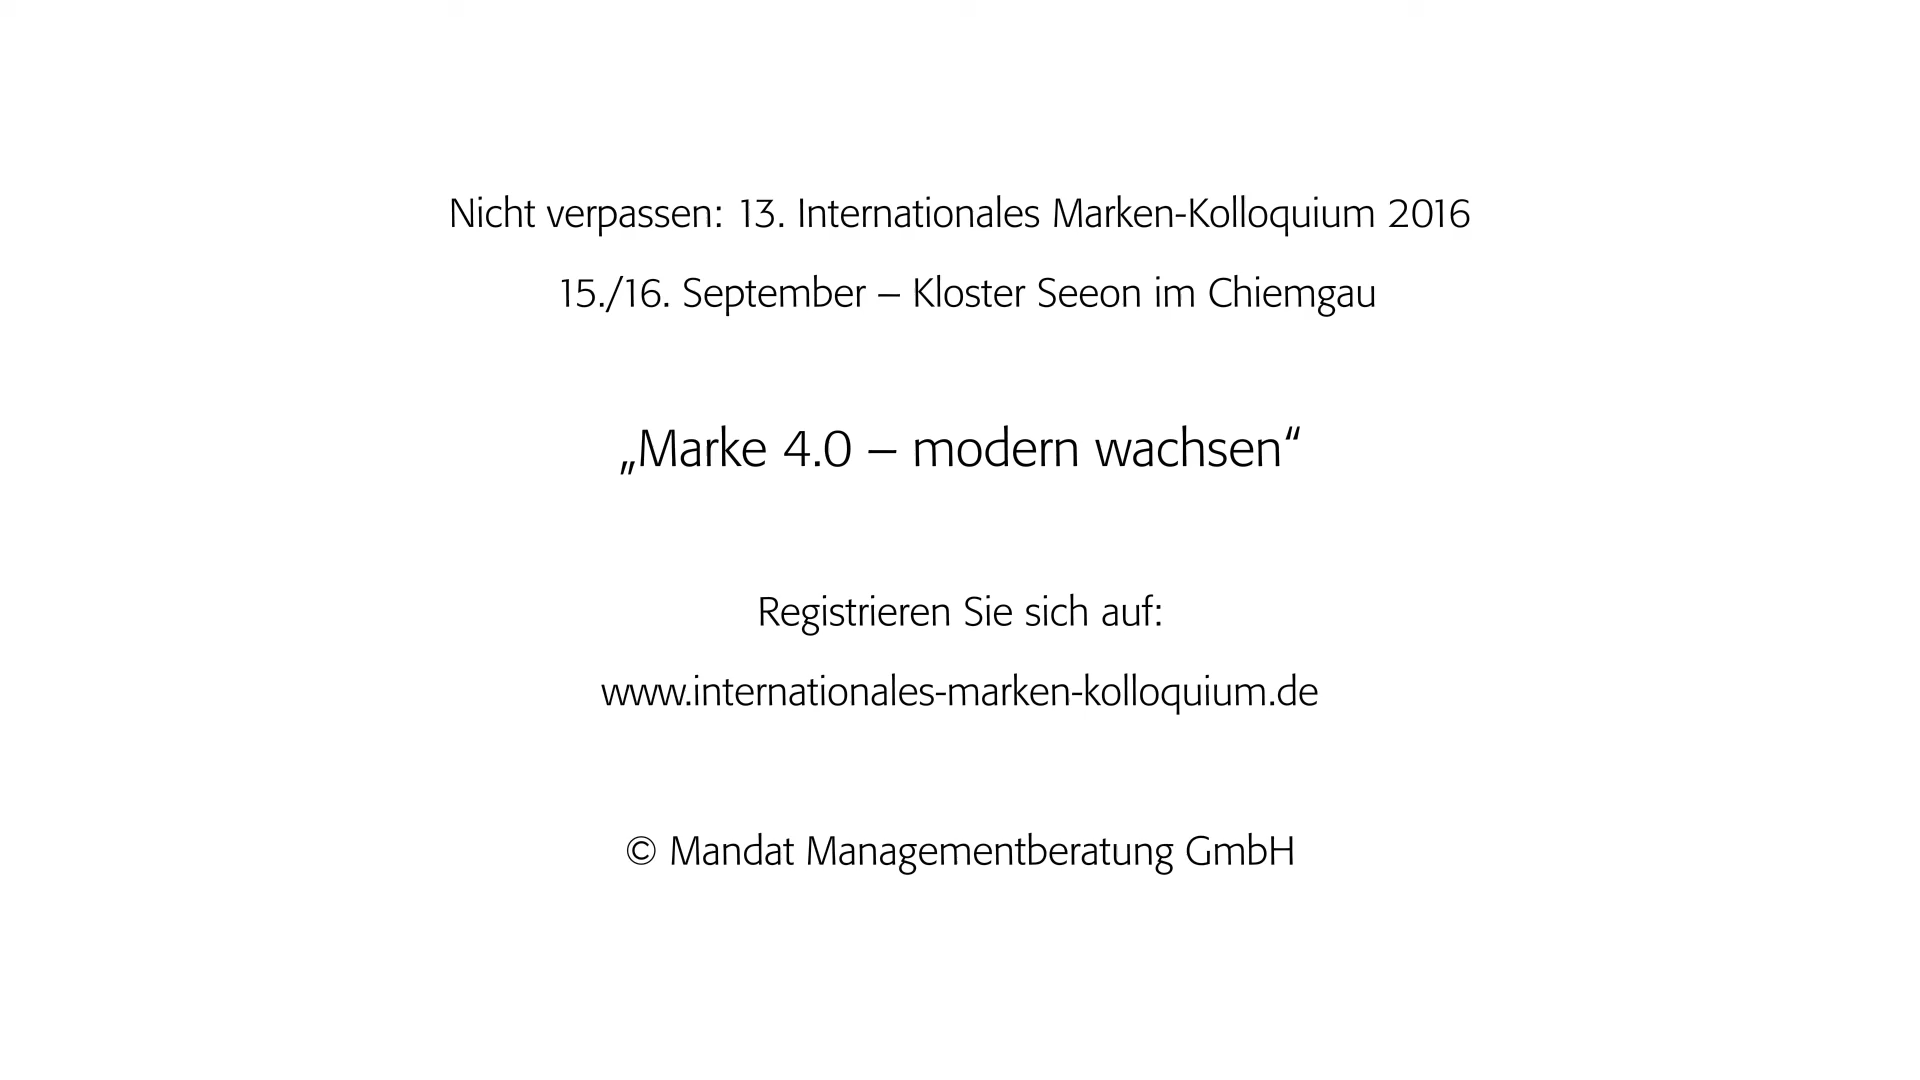 Nicht verpassen: 13. Internationales Marken-Kolloquium 2016
15./16. September – Kloster Seeon im Chiemgau
„Marke 4.0 – modern wachsen“
Registrieren Sie sich auf:
www.internationales-marken-kolloquium.de
© Mandat Managementberatung GmbH